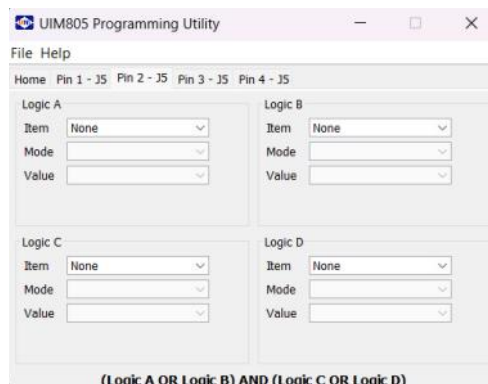 UIM805 Programming Utility
File Help
Home Pin 1 - J5 Pin 2 - J5 Pin 3 - J5 Pin 4 - J5
Logic A Logic B
Item None Item None
Mode Mode
Value Value
Logic C Logic D
Item None Item None
Mode Mode
Value Value
(Logic A OR Logic B) AND (Logic C OR Logic D)